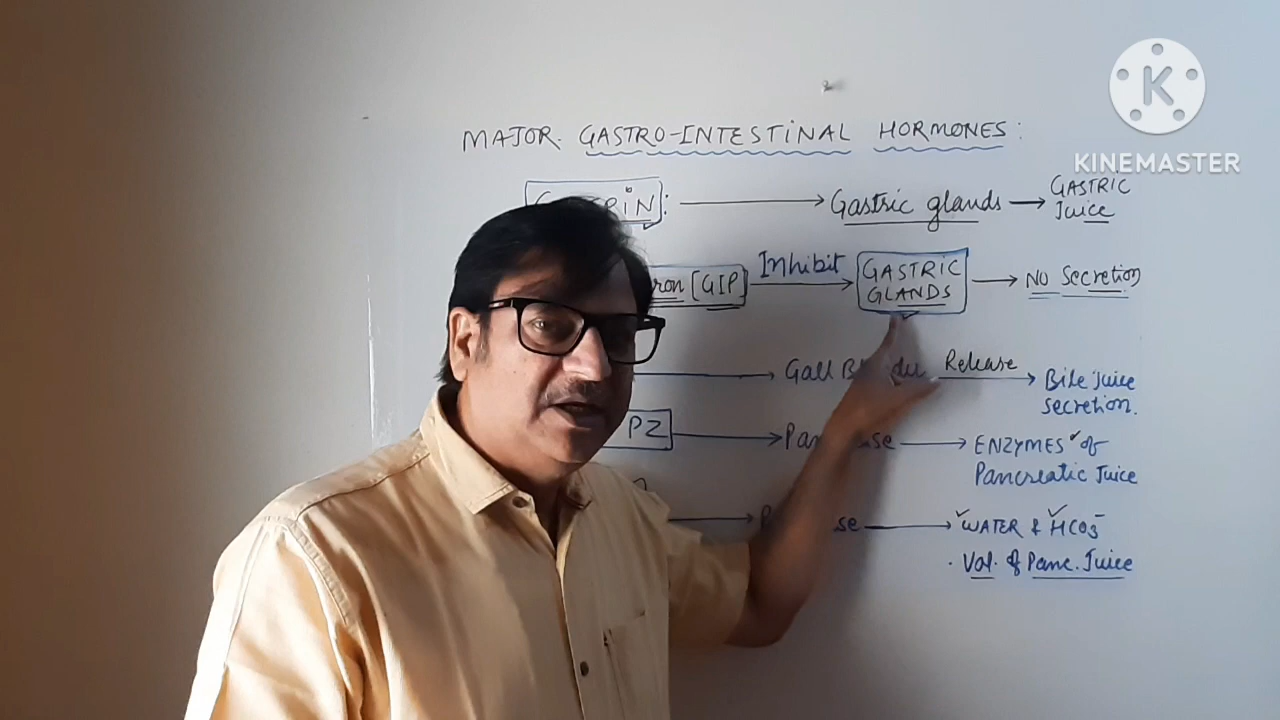 MAJOR. GASTRO-INTESTINAL HORMONES:
Gastric glands → GASTRIC
Juice
[GIP] Inhibit GASTRIC
GLANDS → NO Secretion
Gall Release Bile Juice
secretion.
PZ → ENZYMES ✓ of
Pancreatic Juice
→ ✓WATER & ✓HCO3⁻
. Vol. of Panc. Juice
K
KINEMASTER